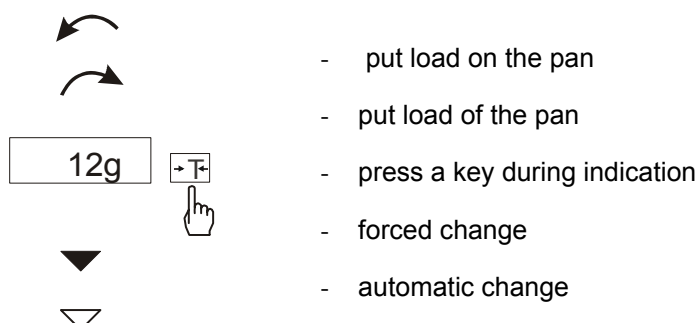 - put load on the pan
- put load of the pan
12g →T← - press a key during indication
- forced change
- automatic change